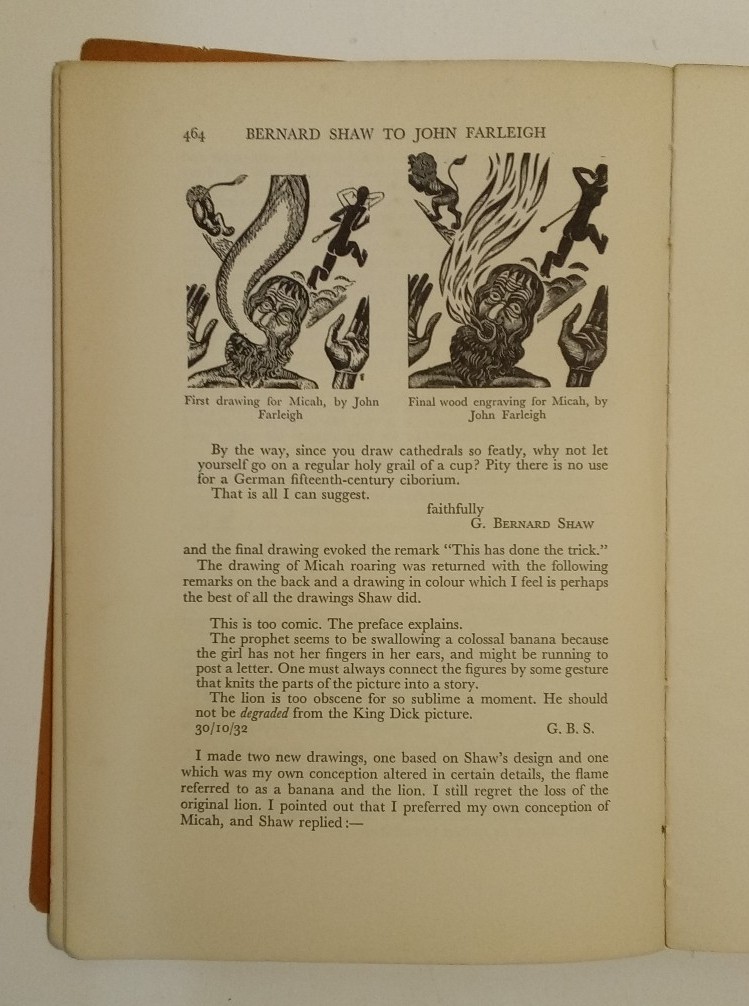 464 BERNARD SHAW TO JOHN FARLEIGH
First drawing for Micah, by John
Farleigh
Final wood engraving for Micah, by
John Farleigh
By the way, since you draw cathedrals so featly, why not let
yourself go on a regular holy grail of a cup? Pity there is no use
for a German fifteenth-century ciborium.
That is all I can suggest.
faithfully
G. BERNARD SHAW
and the final drawing evoked the remark “This has done the trick.”
The drawing of Micah roaring was returned with the following
remarks on the back and a drawing in colour which I feel is perhaps
the best of all the drawings Shaw did.
This is too comic. The preface explains.
The prophet seems to be swallowing a colossal banana because
the girl has not her fingers in her ears, and might be running to
post a letter. One must always connect the figures by some gesture
that knits the parts of the picture into a story.
The lion is too obscene for so sublime a moment. He should
not be degraded from the King Dick picture.
30/10/32 G. B. S.
I made two new drawings, one based on Shaw's design and one
which was my own conception altered in certain details, the flame
referred to as a banana and the lion. I still regret the loss of the
original lion. I pointed out that I preferred my own conception of
Micah, and Shaw replied:—